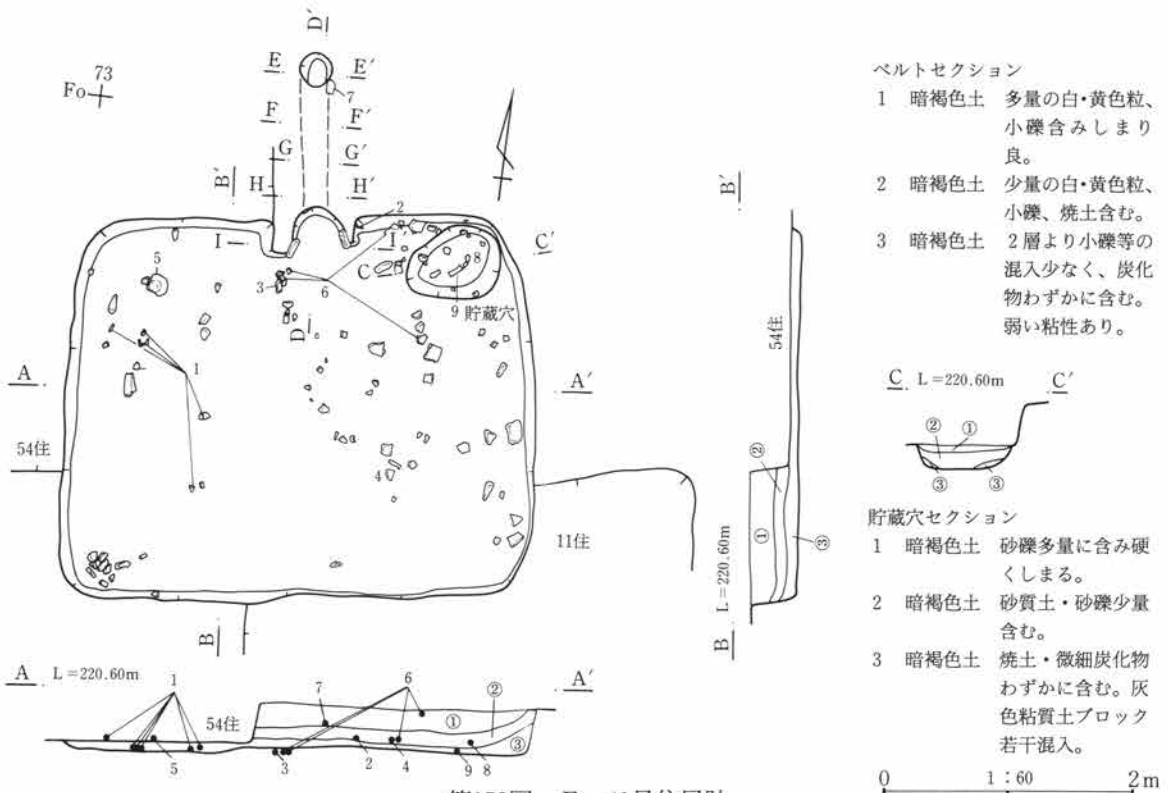 D′
E E′
73
Fo
7
F F′
G G′
B′
H H′
2
I I′
C′
5
8
C
3
6
9
貯蔵穴
D
1
A A′
54住
4
11住
B
A L=220.60m A′
1
6
7
54住
②
①
③
5 3 2 4 9 8
B′
54住
②
①
③
B L=220.60m
ベルトセクション
1 暗褐色土 多量の白・黄色粒、
小礫含みしまり
良。
2 暗褐色土 少量の白・黄色粒、
小礫、焼土含む。
3 暗褐色土 2層より小礫等の
混入少なく、炭化
物わずかに含む。
弱い粘性あり。
C L=220.60m C′
② ①
③ ③
貯蔵穴セクション
1 暗褐色土 砂礫多量に含み硬
くしまる。
2 暗褐色土 砂質土・砂礫少量
含む。
3 暗褐色土 焼土・微細炭化物
わずかに含む。灰
色粘質土ブロック
若干混入。
0 1:60 2m